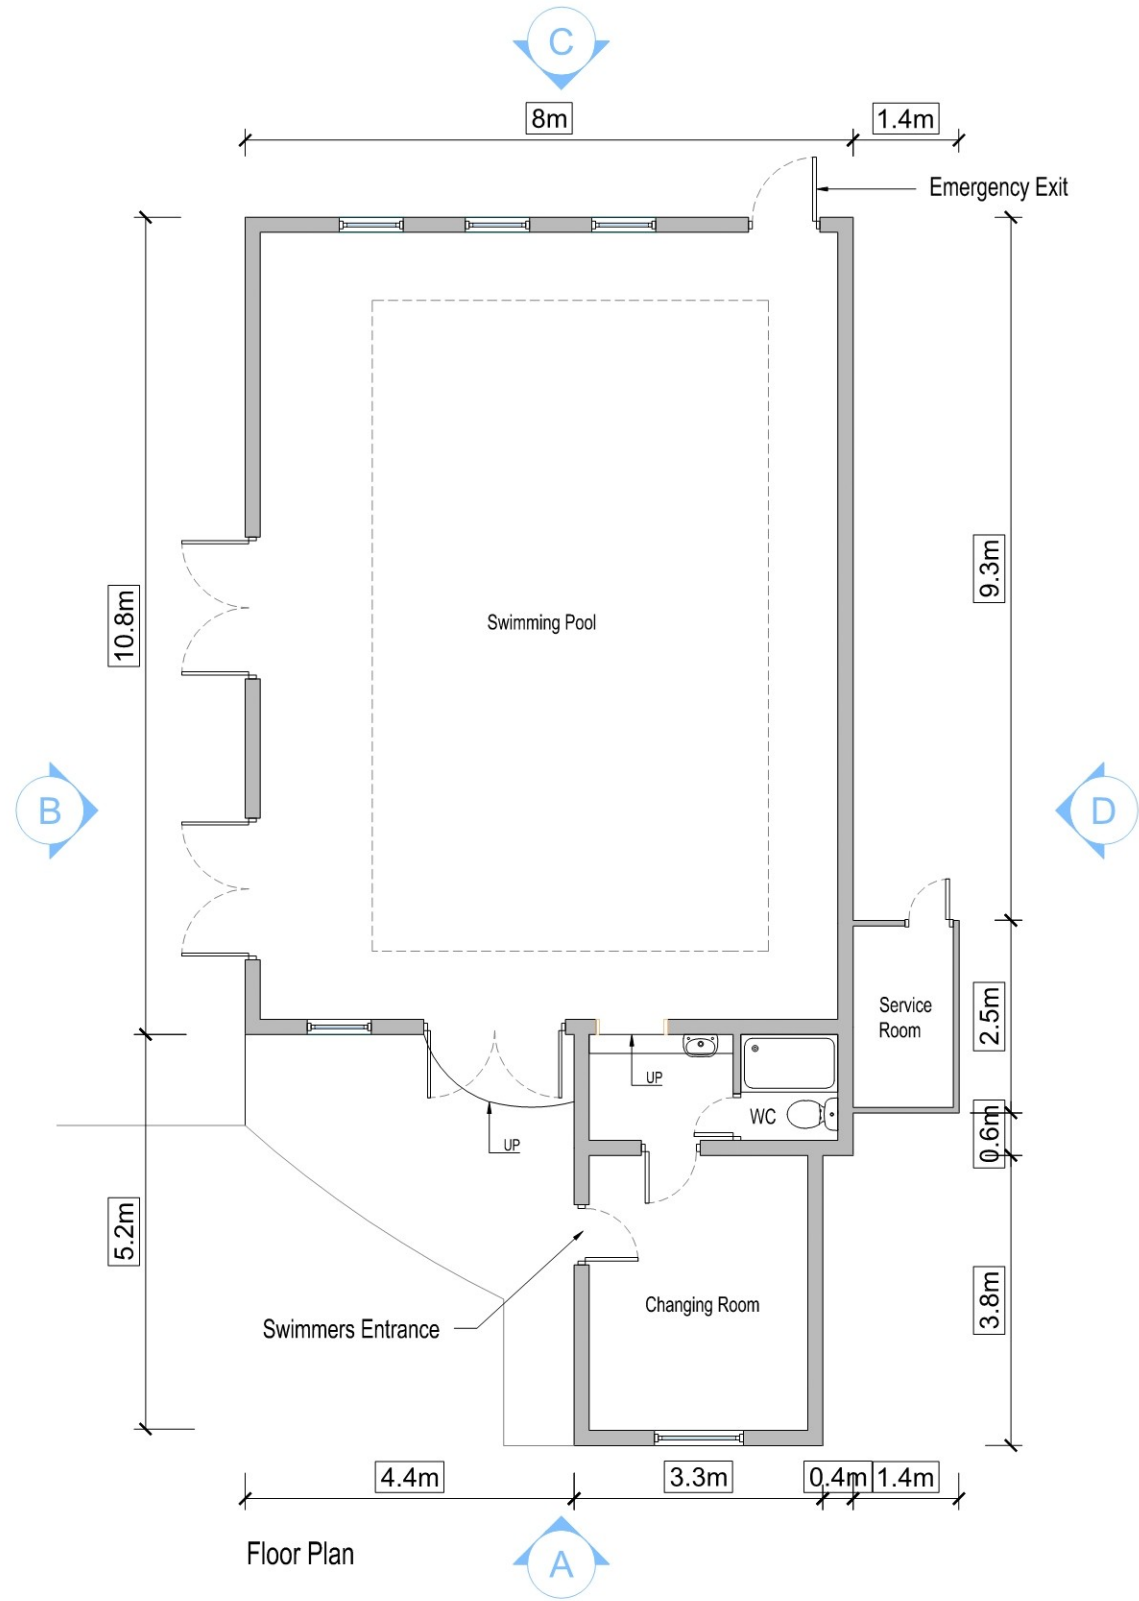 C
8m
1.4m
Emergency Exit
9.3m
Swimming Pool
10.8m
B
D
Service
Room
2.5m
UP
WC
UP
0.6m
5.2m
Changing Room
3.8m
Swimmers Entrance
4.4m
3.3m
0.4m
1.4m
Floor Plan
A